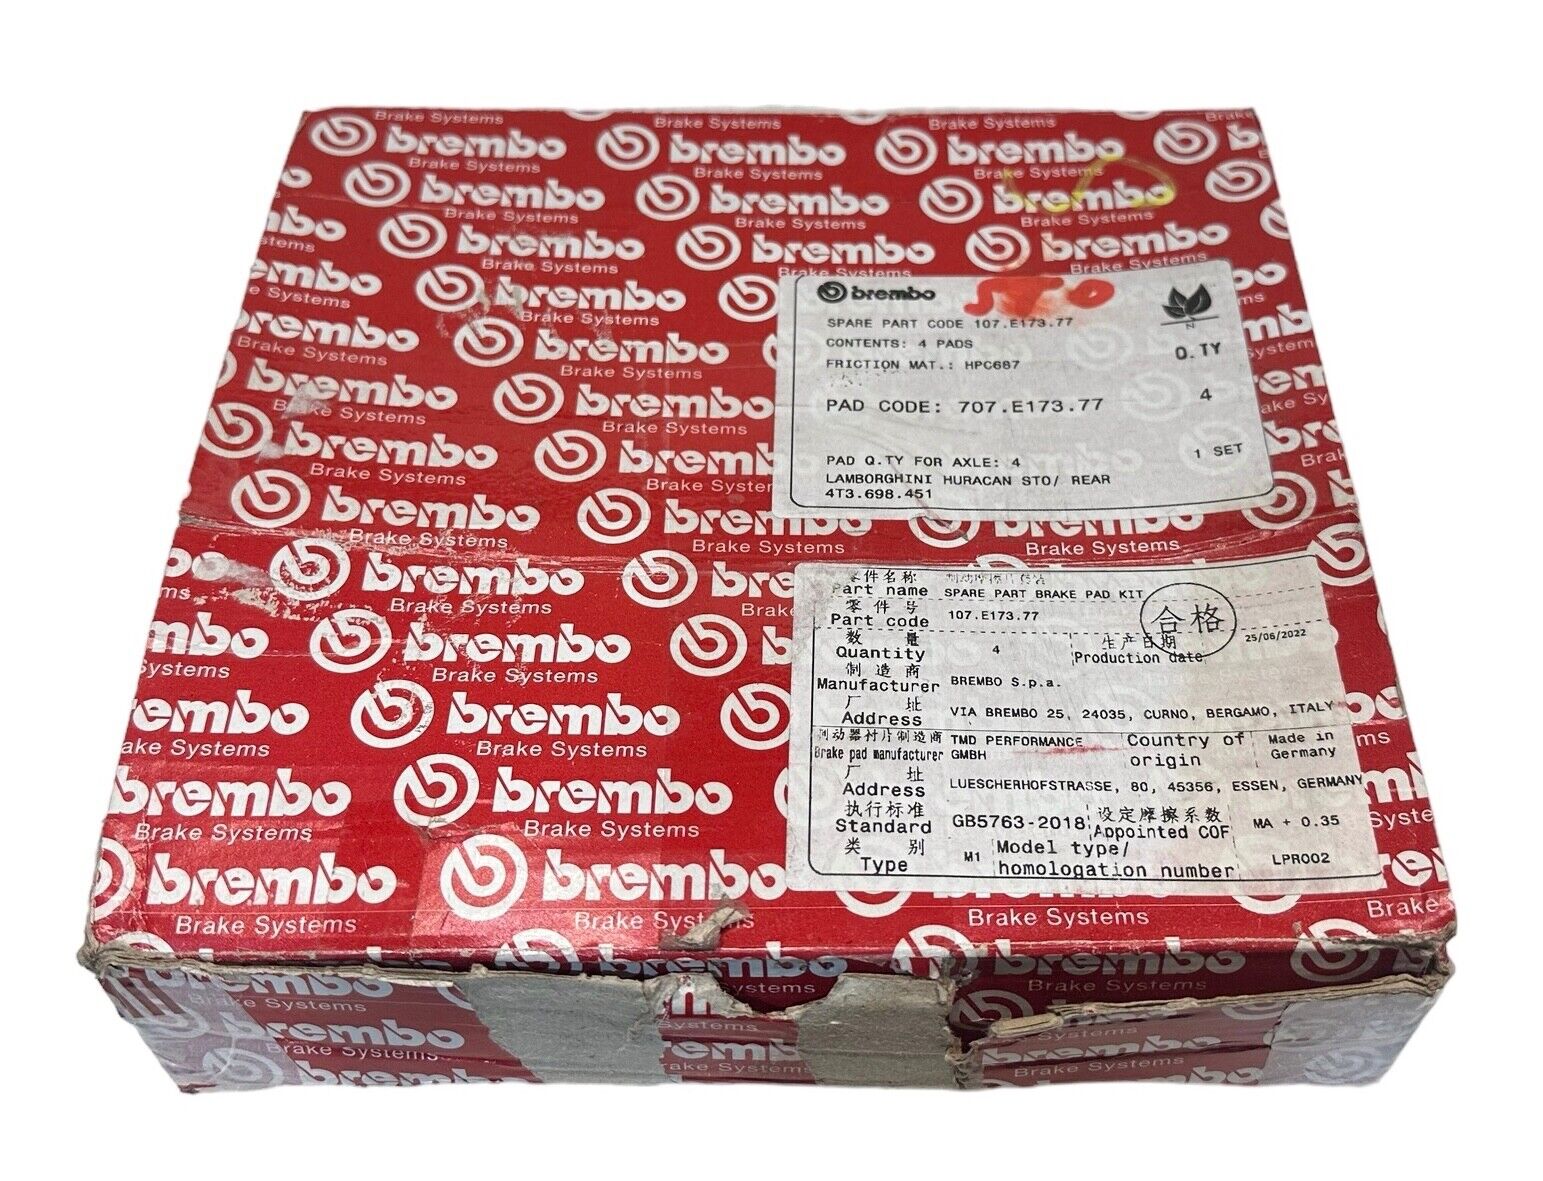 brembo
Brake Systems
brembo STO
SPARE PART CODE 107.E173.77
CONTENTS: 4 PADS
FRICTION MAT.: HPC687
Q.TY
PAD CODE: 707.E173.77
4
PAD Q.TY FOR AXLE: 4
1 SET
LAMBORGHINI HURACAN STO/ REAR
4T3.698.451
零件名称
Part name SPARE PART BRAKE PAD KIT
零件号
Part code 107.E173.77
合格
数量 生产日期
Quantity 4 Production date 25/06/2022
制造商
Manufacturer BREMBO S.p.a.
厂址
Address VIA BREMBO 25, 24035, CURNO, BERGAMO, ITALY
制动器衬片制造商 TMD PERFORMANCE Country of Made in
Brake pad manufacturer GMBH origin Germany
厂址
Address LUESCHERHOFSTRASSE, 80, 45356, ESSEN, GERMANY
执行标准 设定摩擦系数
Standard GB5763-2018 Appointed COF MA + 0.35
类别 Model type/
Type M1 homologation number LPR002